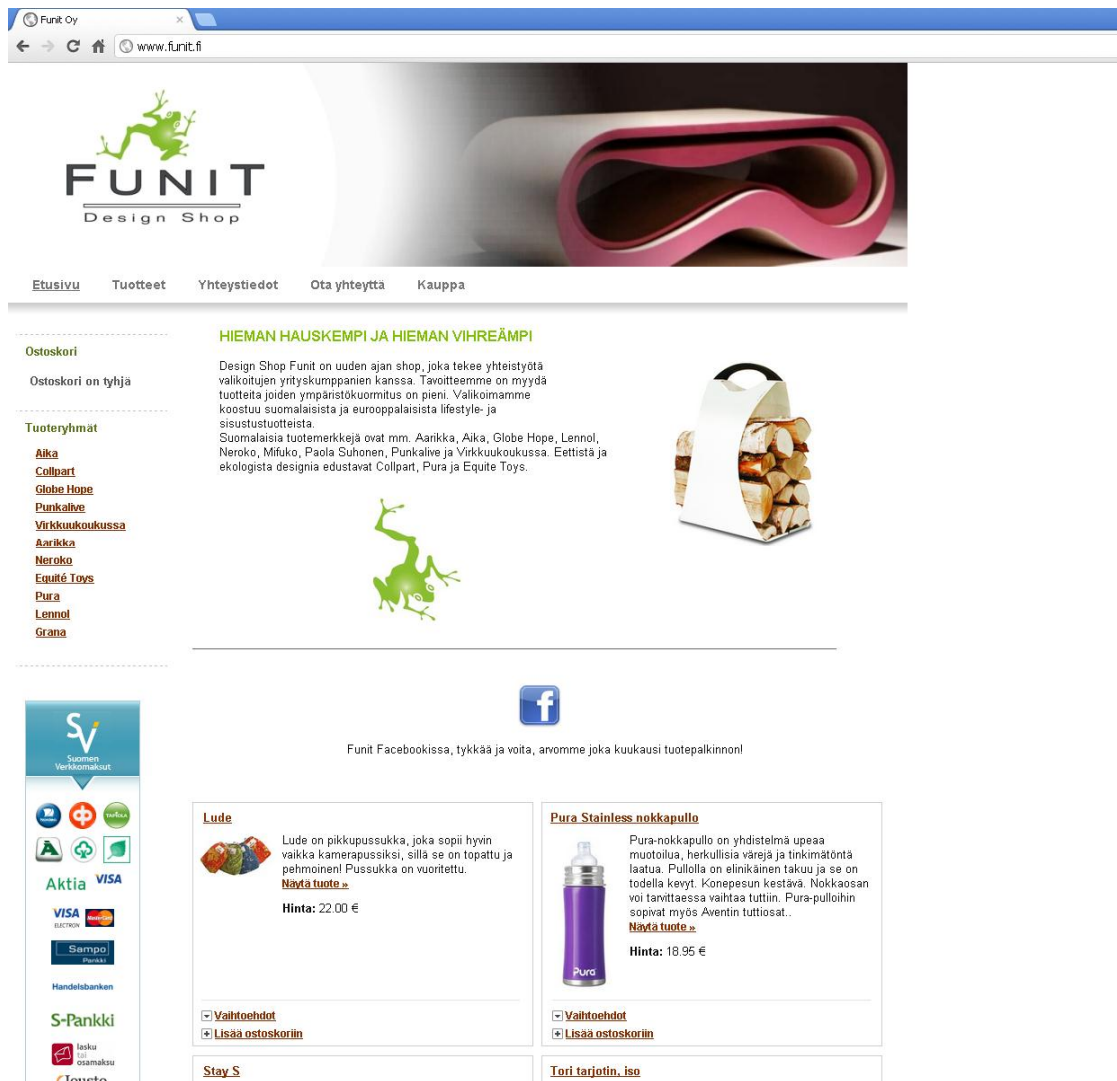 Funit Oy
www.funit.fi
FUNIT
Design Shop
Etusivu Tuotteet Yhteystiedot Ota yhteyttä Kauppa
Ostoskori
Ostoskori on tyhjä
Tuoteryhmät
Aika
Collpart
Globe Hope
Punkalive
Virkkuukoukussa
Aarikka
Neroko
Equité Toys
Pura
Lennol
Grana
HIEMAN HAUSKEMPI JA HIEMAN VIHREÄMPI
Design Shop Funit on uuden ajan shop, joka tekee yhteistyötä
valikoitujen yrityskumppanien kanssa. Tavoitteemme on myydä
tuotteita joiden ympäristökuormitus on pieni. Valikoimamme
koostuu suomalaisista ja eurooppalaisista lifestyle- ja
sisustustuotteista.
Suomalaisia tuotemerkkejä ovat mm. Aarikka, Aika, Globe Hope, Lennol,
Neroko, Mifuko, Paola Suhonen, Punkalive ja Virkkuukoukussa. Eettistä ja
ekologista designia edustavat Collpart, Pura ja Equite Toys.
Funit Facebookissa, tykkää ja voita, arvomme joka kuukausi tuotepalkinnon!
SV
Suomen
Verkkomaksut
TAPIOLA
Aktia VISA
VISA
ELECTRON
MasterCard
Sampo
Pankki
Handelsbanken
S-Pankki
lasku
tai
osamaksu
Jousto
Lude
Lude on pikkupussukka, joka sopii hyvin
vaikka kamerapussiksi, sillä se on topattu ja
pehmoinen! Pussukka on vuoritettu.
Näytä tuote »
Hinta: 22.00 €
Vaihtoehdot
Lisää ostoskoriin
Pura Stainless nokkapullo
Pura-nokkapullo on yhdistelmä upeaa
muotoilua, herkullisia värejä ja tinkimätöntä
laatua. Pullolla on elinikäinen takuu ja se on
todella kevyt. Konepesun kestävä. Nokkaosan
voi tarvittaessa vaihtaa tuttiin. Pura-pulloihin
sopivat myös Aventin tuttiosat..
Näytä tuote »
Hinta: 18.95 €
Pura
Vaihtoehdot
Lisää ostoskoriin
Stay S
Tori tarjotin, iso